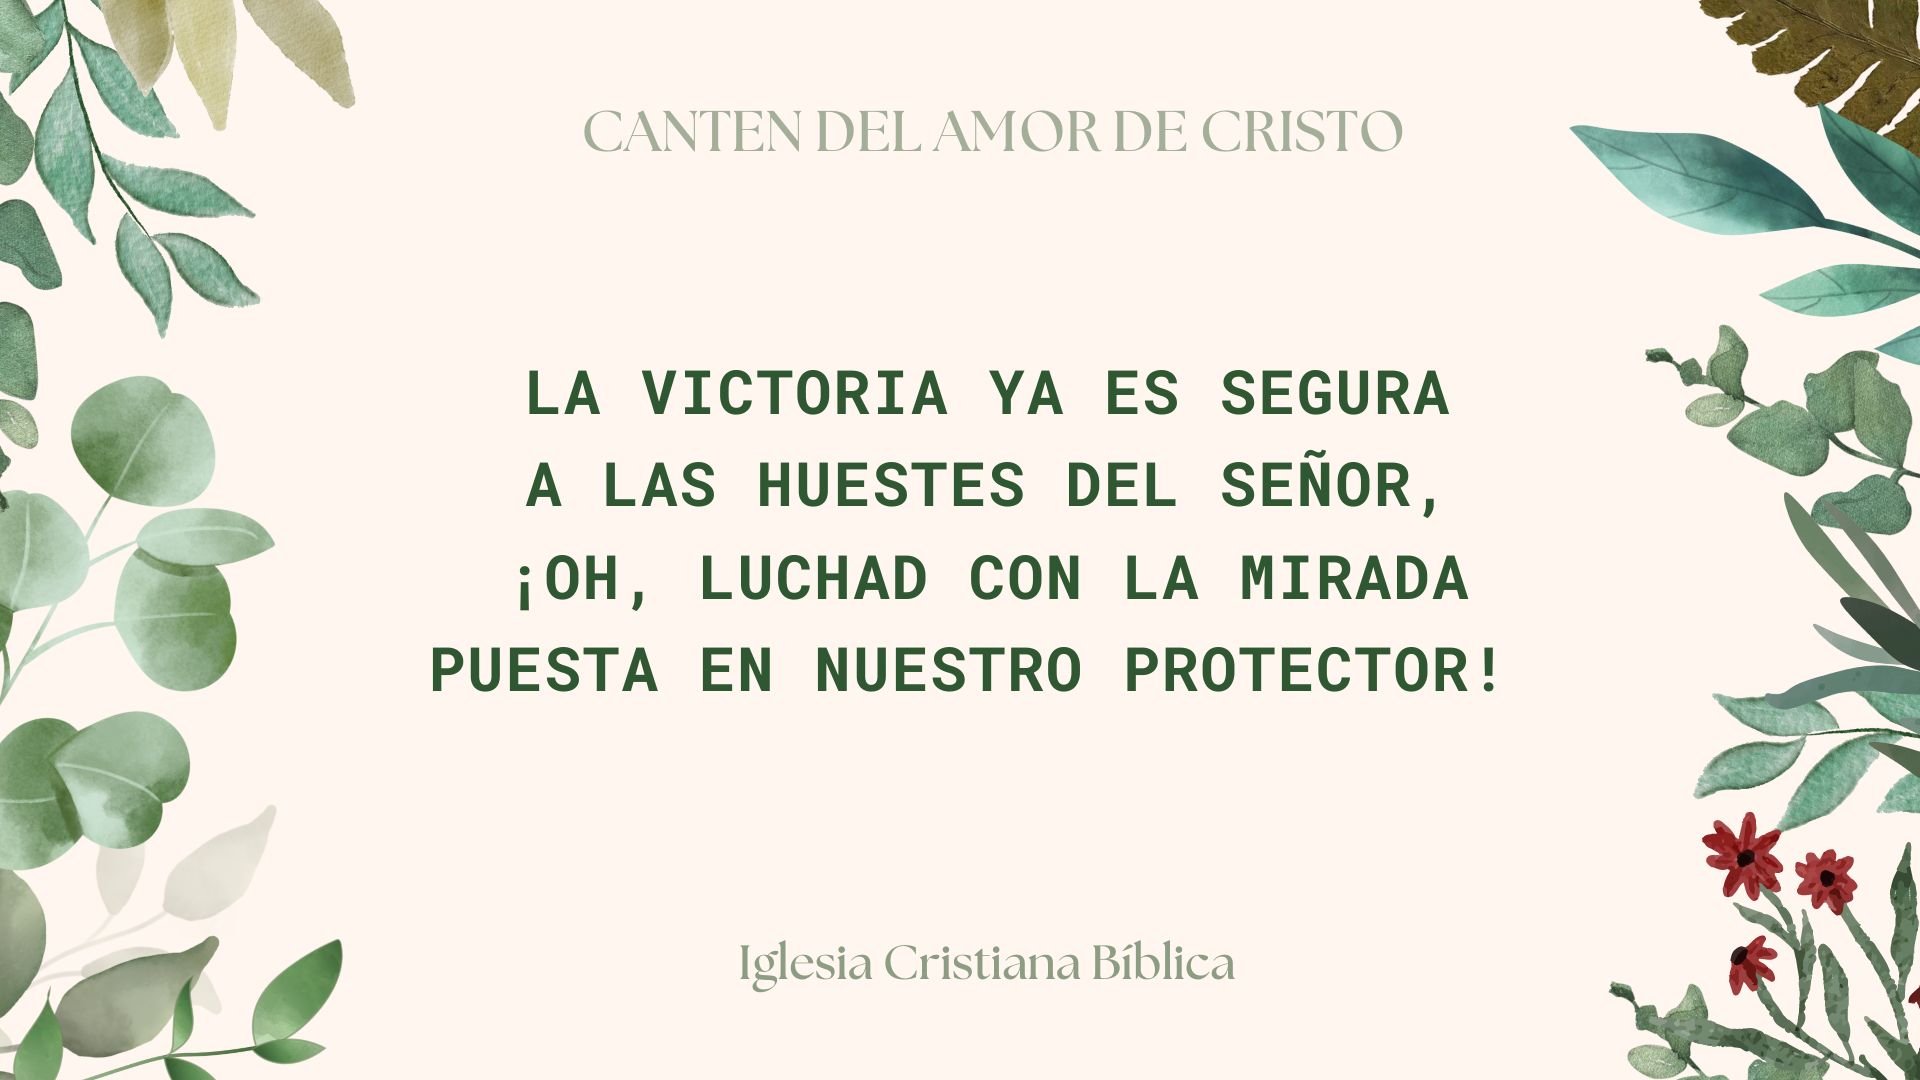 CANTEN DEL AMOR DE CRISTO
LA VICTORIA YA ES SEGURA
A LAS HUESTES DEL SEÑOR,
¡OH, LUCHAD CON LA MIRADA
PUESTA EN NUESTRO PROTECTOR!
Iglesia Cristiana Bíblica